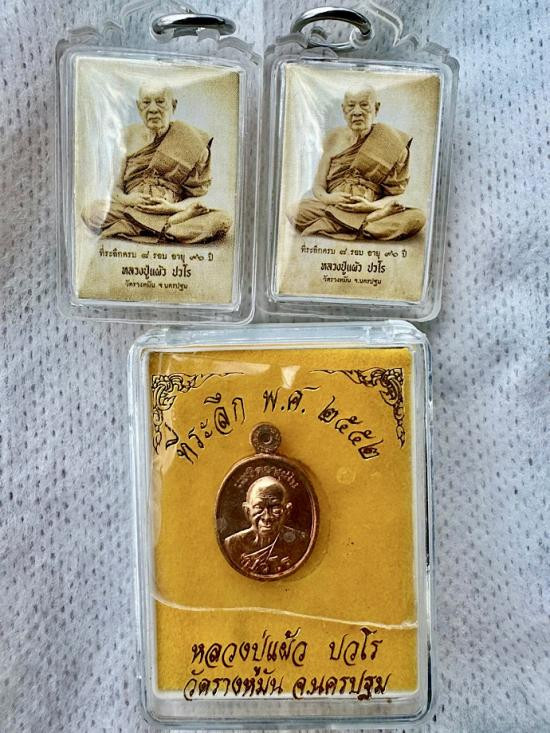 ที่ระลึกครบ ๘ รอบ อายุ ๙๖ ปี
หลวงปู่แผ้ว ปวโร
วัดรางหมัน จ.นครปฐม
ที่ระลึกครบ ๘ รอบ อายุ ๙๖ ปี
หลวงปู่แผ้ว ปวโร
วัดรางหมัน จ.นครปฐม
ที่ระลึก พ.ศ. ๒๕๕๒
ปวโร
หลวงปู่แผ้ว ปวโร
วัดรางหมัน จ.นครปฐม